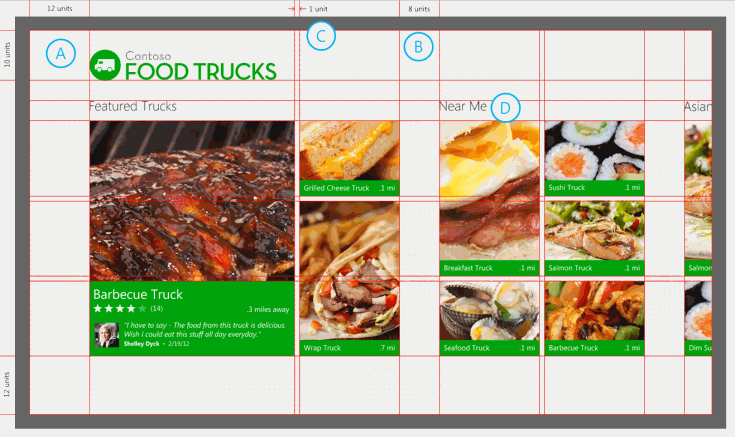 12 units
1 unit
8 units
10 units
A
C
B
Contoso
FOOD TRUCKS
Featured Trucks
Near Me
D
Asian
Grilled Cheese Truck .1 mi
Sushi Truck .1 mi
Breakfast Truck .1 mi
Salmon Truck .1 mi
Salmon
Barbecue Truck
(14)
.3 miles away
"I have to say - The food from this truck is delicious.
Wish I could eat this stuff all day everyday."
Shelley Dyck • 2/19/12
Wrap Truck .7 mi
Seafood Truck .1 mi
Barbecue Truck .1 mi
Dim Su
12 units